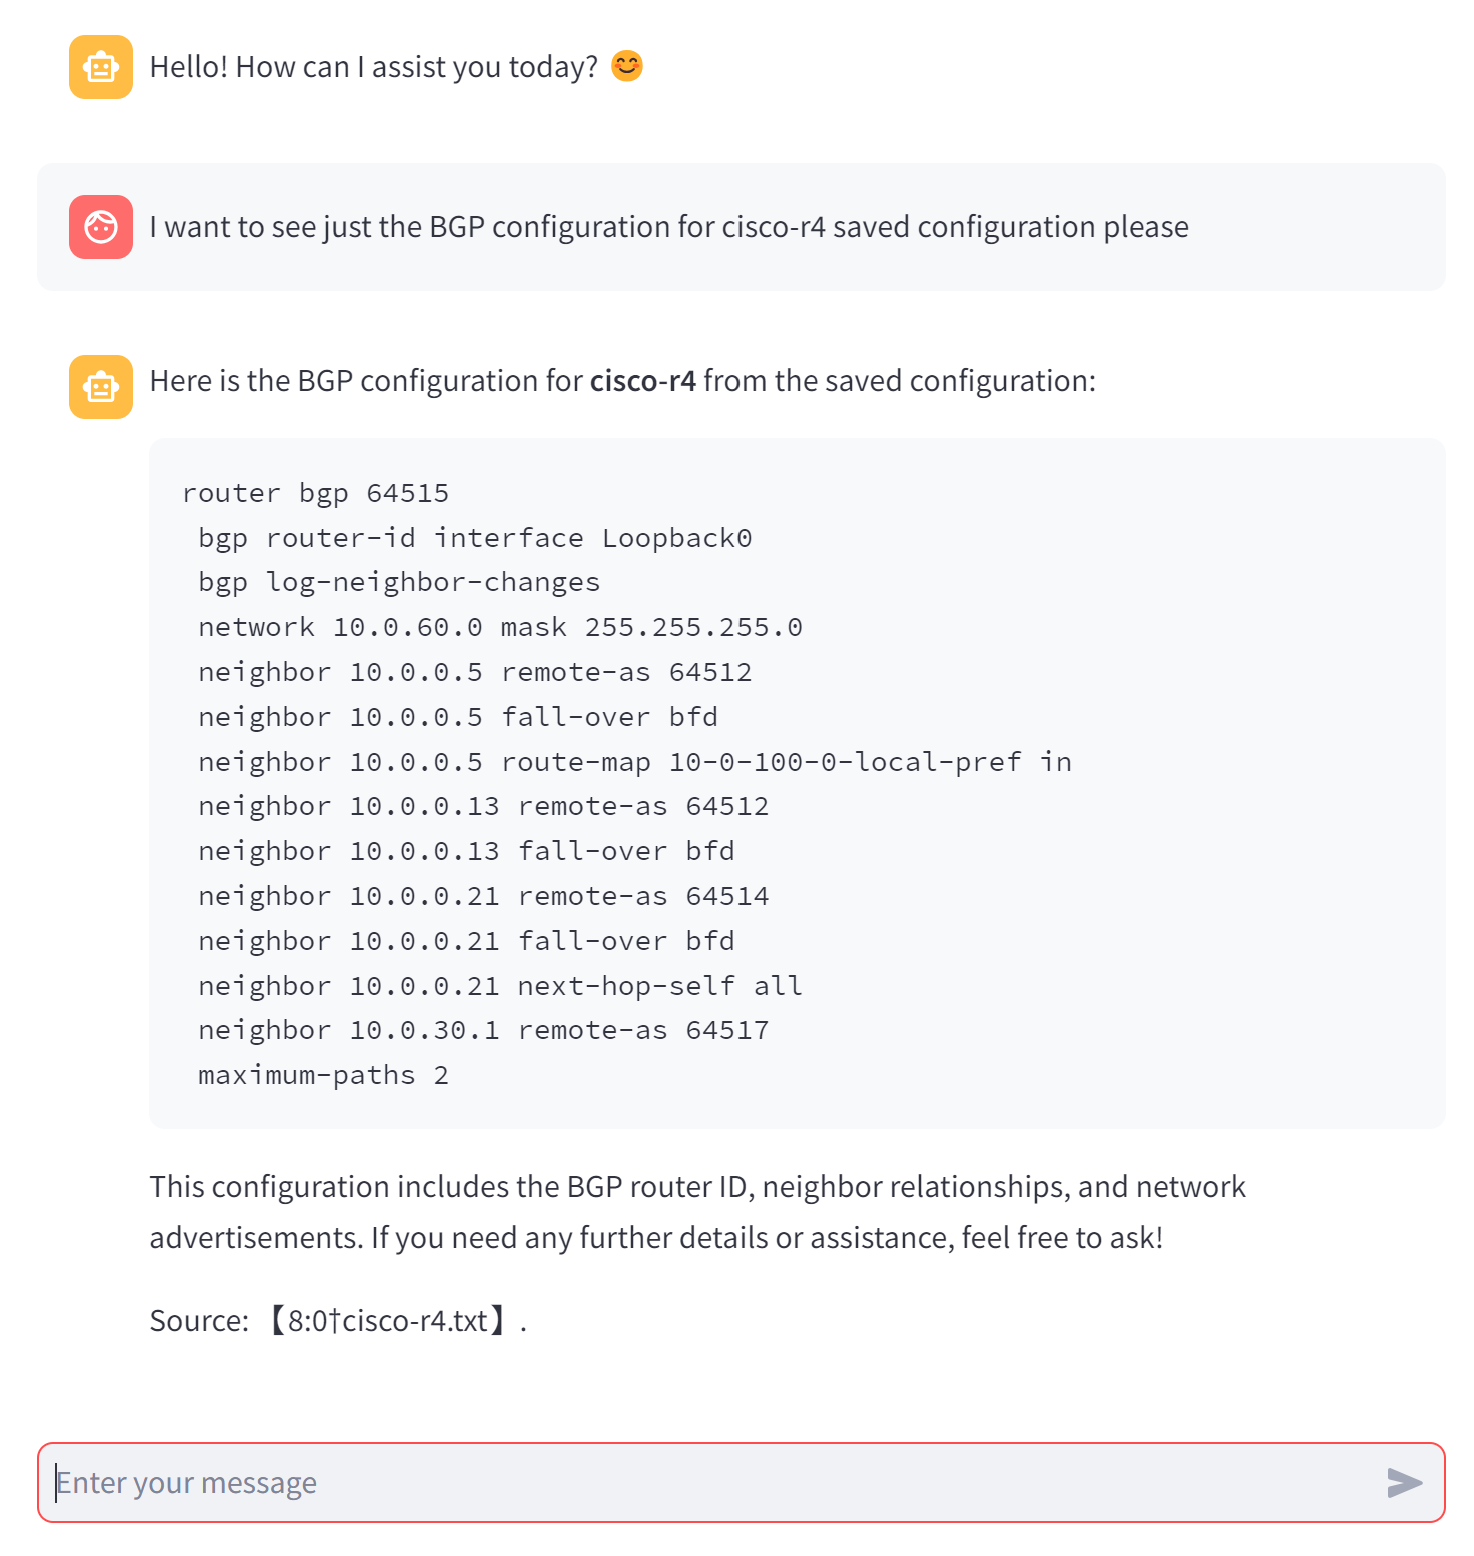 Hello! How can I assist you today? 😊
I want to see just the BGP configuration for cisco-r4 saved configuration please
Here is the BGP configuration for cisco-r4 from the saved configuration:
router bgp 64515
 bgp router-id interface Loopback0
 bgp log-neighbor-changes
 network 10.0.60.0 mask 255.255.255.0
 neighbor 10.0.0.5 remote-as 64512
 neighbor 10.0.0.5 fall-over bfd
 neighbor 10.0.0.5 route-map 10-0-100-0-local-pref in
 neighbor 10.0.0.13 remote-as 64512
 neighbor 10.0.0.13 fall-over bfd
 neighbor 10.0.0.21 remote-as 64514
 neighbor 10.0.0.21 fall-over bfd
 neighbor 10.0.0.21 next-hop-self all
 neighbor 10.0.30.1 remote-as 64517
 maximum-paths 2
This configuration includes the BGP router ID, neighbor relationships, and network
advertisements. If you need any further details or assistance, feel free to ask!
Source: 【8:0†cisco-r4.txt】.
Enter your message